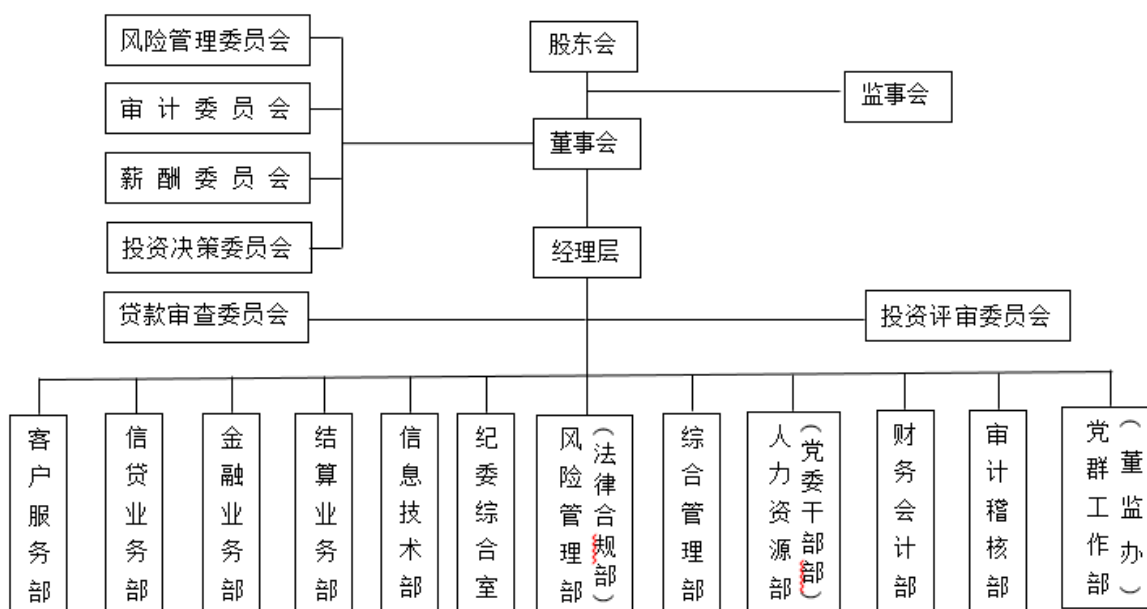 风险管理委员会
股东会
审计委员会
监事会
董事会
薪酬委员会
投资决策委员会
经理层
贷款审查委员会
投资评审委员会
客户服务部
信贷业务部
金融业务部
结算业务部
信息技术部
纪委综合室
风险管理部
（法律合规部）
综合管理部
人力资源部
（党委干部部）
财务会计部
审计稽核部
党群工作部
（董监办）